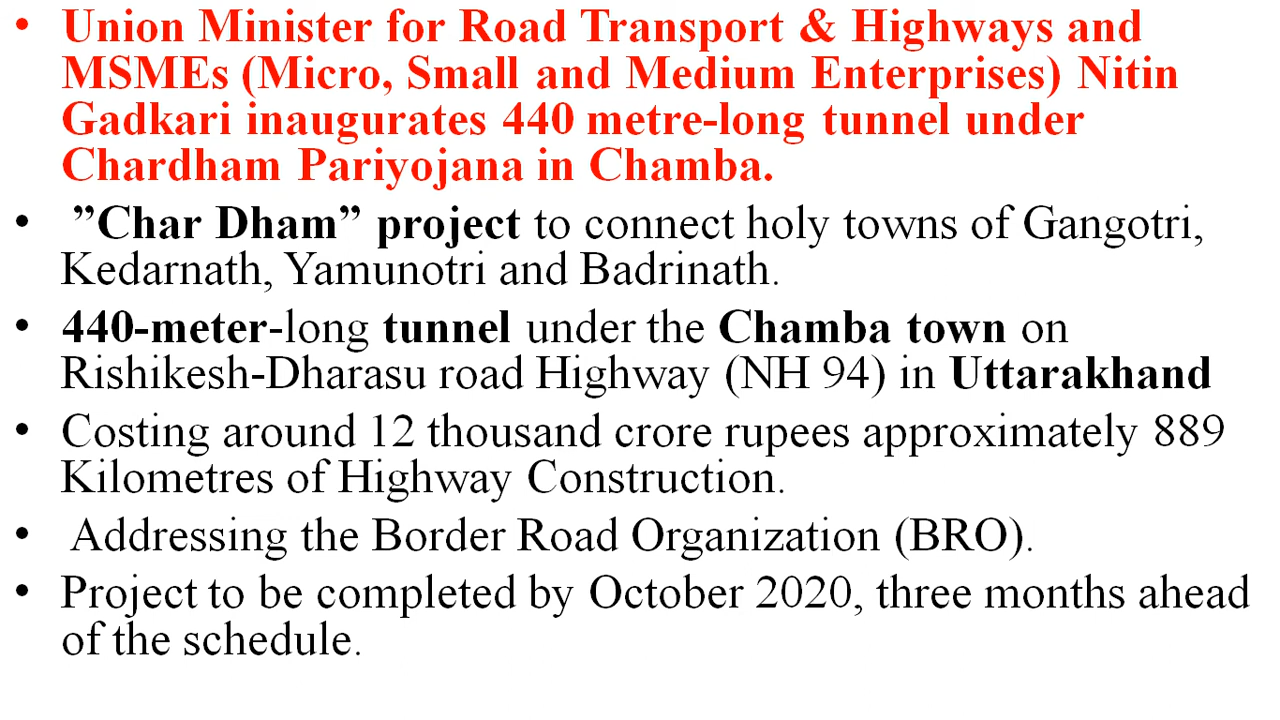 • Union Minister for Road Transport & Highways and
MSMEs (Micro, Small and Medium Enterprises) Nitin
Gadkari inaugurates 440 metre-long tunnel under
Chardham Pariyojana in Chamba.
• ”Char Dham” project to connect holy towns of Gangotri,
Kedarnath, Yamunotri and Badrinath.
• 440-meter-long tunnel under the Chamba town on
Rishikesh-Dharasu road Highway (NH 94) in Uttarakhand
• Costing around 12 thousand crore rupees approximately 889
Kilometres of Highway Construction.
• Addressing the Border Road Organization (BRO).
• Project to be completed by October 2020, three months ahead
of the schedule.